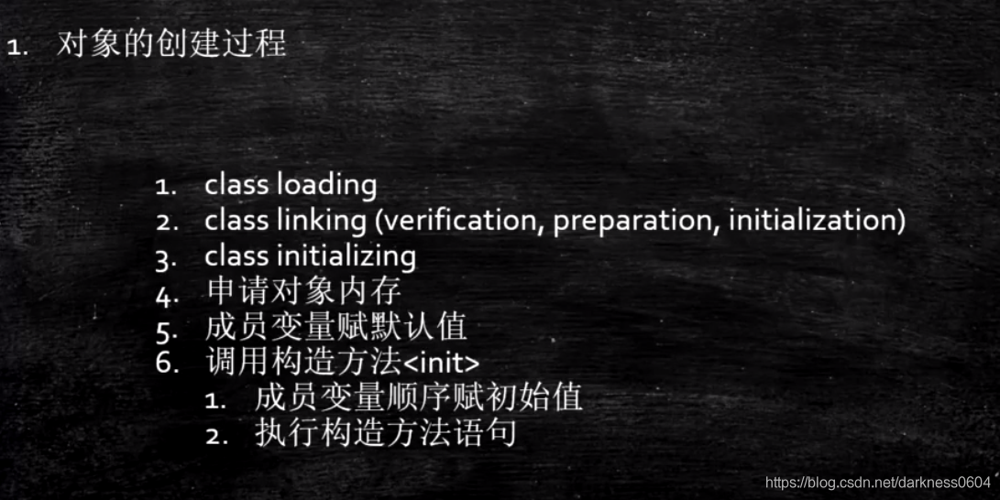 1. 对象的创建过程
1. class loading
2. class linking (verification, preparation, initialization)
3. class initializing
4. 申请对象内存
5. 成员变量赋默认值
6. 调用构造方法<init>
1. 成员变量顺序赋初始值
2. 执行构造方法语句
https://blog.csdn.net/darkness0604